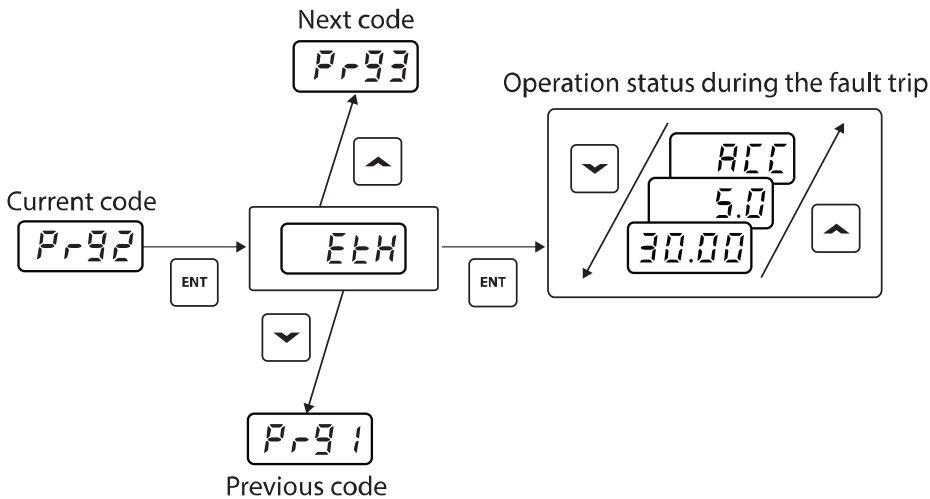 Next code
Pr93
Operation status during the fault trip
ACC
5.0
30.00
Current code
Pr92
ENT
EtH
ENT
Pr91
Previous code